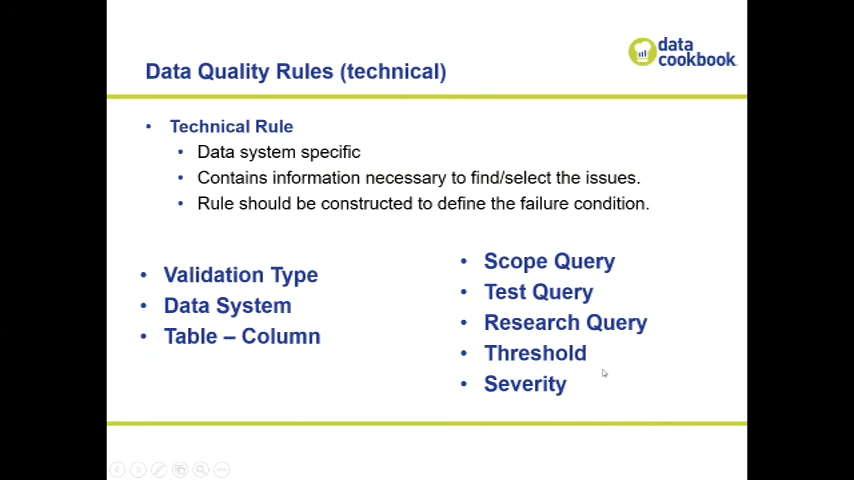 data
cookbook
Data Quality Rules (technical)
• Technical Rule
• Data system specific
• Contains information necessary to find/select the issues.
• Rule should be constructed to define the failure condition.
• Validation Type
• Data System
• Table – Column
• Scope Query
• Test Query
• Research Query
• Threshold
• Severity